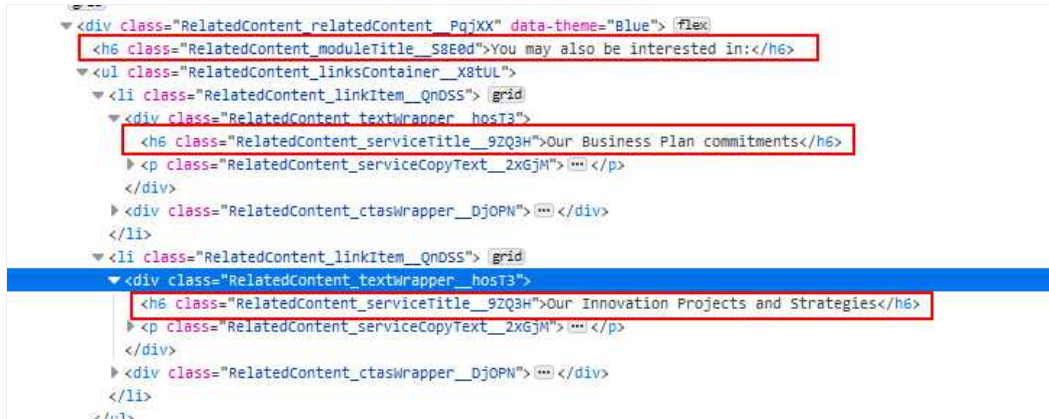 <div class="RelatedContent_relatedContent__PqjXX" data-theme="Blue"> flex
<h6 class="RelatedContent_moduleTitle__S8E0d">You may also be interested in:</h6>
<ul class="RelatedContent_linksContainer__X8tUL">
<li class="RelatedContent_linkItem__QnDSS"> grid
<div class="RelatedContent_textWrapper__hosT3">
<h6 class="RelatedContent_serviceTitle__9ZQ3H">Our Business Plan commitments</h6>
<p class="RelatedContent_serviceCopyText__2xGjM"> ... </p>
</div>
<div class="RelatedContent_ctasWrapper__DjOPN"> ... </div>
</li>
<li class="RelatedContent_linkItem__QnDSS"> grid
<div class="RelatedContent_textWrapper__hosT3">
<h6 class="RelatedContent_serviceTitle__9ZQ3H">Our Innovation Projects and Strategies</h6>
<p class="RelatedContent_serviceCopyText__2xGjM"> ... </p>
</div>
<div class="RelatedContent_ctasWrapper__DjOPN"> ... </div>
</li>
</ul>